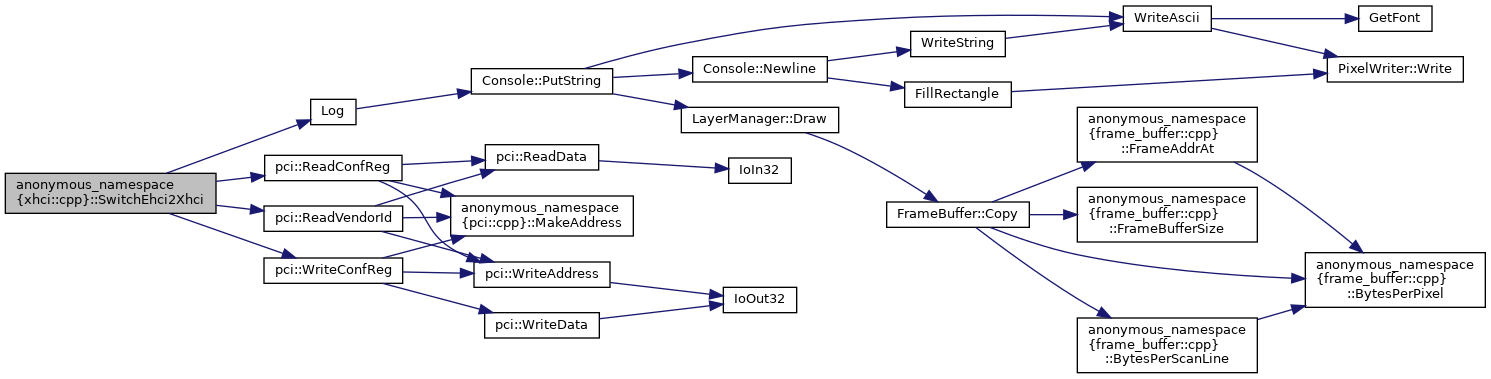 anonymous_namespace
{xhci::cpp}::SwitchEhci2Xhci
Log
pci::ReadConfReg
pci::ReadVendorId
pci::WriteConfReg
Console::PutString
pci::ReadData
anonymous_namespace
{pci::cpp}::MakeAddress
pci::WriteAddress
pci::WriteData
Console::Newline
LayerManager::Draw
IoIn32
IoOut32
WriteString
FillRectangle
FrameBuffer::Copy
WriteAscii
anonymous_namespace
{frame_buffer::cpp}
::FrameAddrAt
anonymous_namespace
{frame_buffer::cpp}
::FrameBufferSize
anonymous_namespace
{frame_buffer::cpp}
::BytesPerScanLine
GetFont
PixelWriter::Write
anonymous_namespace
{frame_buffer::cpp}
::BytesPerPixel